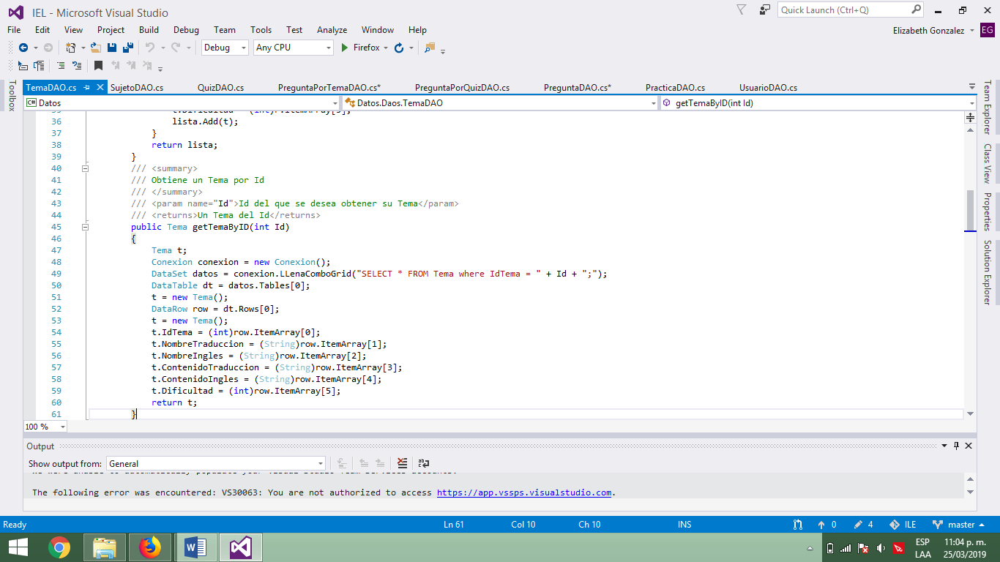 IEL - Microsoft Visual Studio
Quick Launch (Ctrl+Q)
File Edit View Project Build Debug Team Tools Test Analyze Window Help
Elizabeth Gonzalez EG
Debug Any CPU Firefox
Toolbox
TemaDAO.cs SujetoDAO.cs QuizDAO.cs PreguntaPorTemaDAO.cs* PreguntaPorQuizDAO.cs PreguntaDAO.cs* PracticaDAO.cs UsuarioDAO.cs
C# Datos Datos.Daos.TemaDAO getTemaByID(int Id)
36 lista.Add(t);
37 }
38 return lista;
39 }
40 /// <summary>
41 /// Obtiene un Tema por Id
42 /// </summary>
43 /// <param name="Id">Id del que se desea obtener su Tema</param>
44 /// <returns>Un Tema del Id</returns>
45 public Tema getTemaByID(int Id)
46 {
47 Tema t;
48 Conexion conexion = new Conexion();
49 DataSet datos = conexion.LLenaComboGrid("SELECT * FROM Tema where IdTema = " + Id + ";");
50 DataTable dt = datos.Tables[0];
51 t = new Tema();
52 DataRow row = dt.Rows[0];
53 t = new Tema();
54 t.IdTema = (int)row.ItemArray[0];
55 t.NombreTraduccion = (String)row.ItemArray[1];
56 t.NombreIngles = (String)row.ItemArray[2];
57 t.ContenidoTraduccion = (String)row.ItemArray[3];
58 t.ContenidoIngles = (String)row.ItemArray[4];
59 t.Dificultad = (int)row.ItemArray[5];
60 return t;
61 }
Team Explorer
Class View
Properties
Solution Explorer
100 %
Output
Show output from: General
The following error was encountered: VS30063: You are not authorized to access https://app.vssps.visualstudio.com.
Ready Ln 61 Col 10 Ch 10 INS 0 4 ILE master
ESP 11:04 p. m.
LAA 25/03/2019